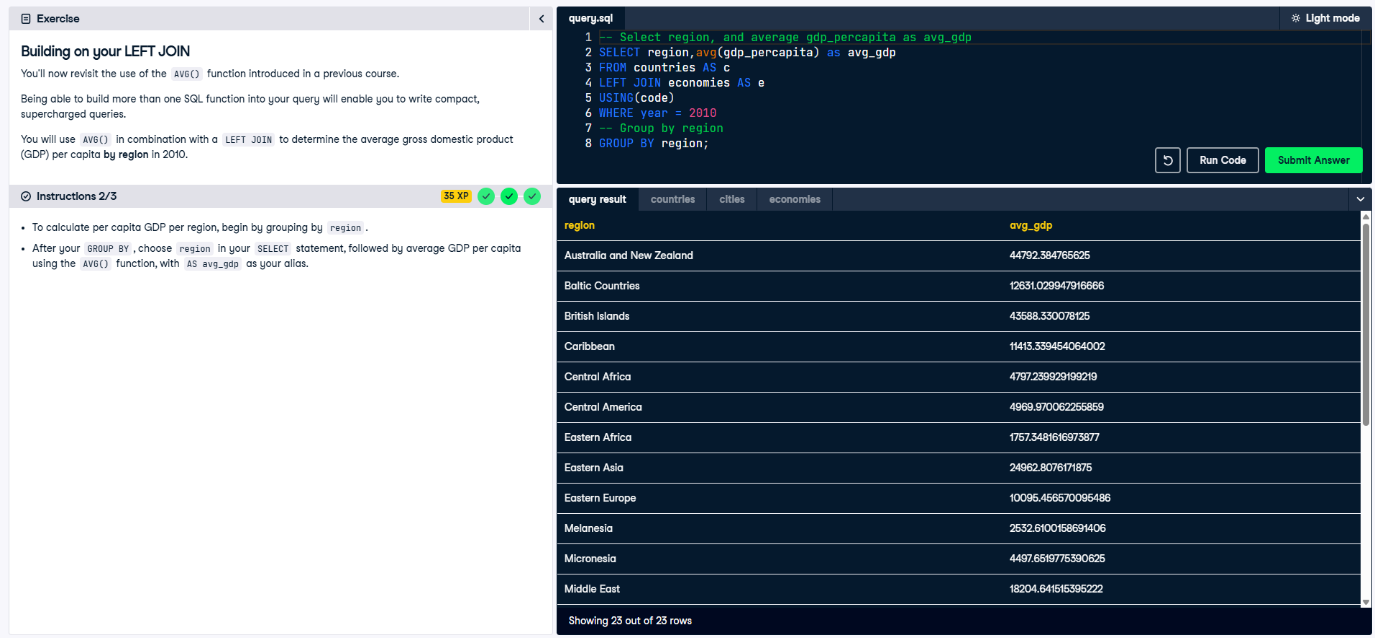 Exercise
Building on your LEFT JOIN
You'll now revisit the use of the AVG() function introduced in a previous course.
Being able to build more than one SQL function into your query will enable you to write compact,
supercharged queries.
You will use AVG() in combination with a LEFT JOIN to determine the average gross domestic product
(GDP) per capita by region in 2010.
Instructions 2/3
35 XP
• To calculate per capita GDP per region, begin by grouping by region .
• After your GROUP BY , choose region in your SELECT statement, followed by average GDP per capita
using the AVG() function, with AS avg_gdp as your alias.
query.sql
Light mode
1 -- Select region, and average gdp_percapita as avg_gdp
2 SELECT region,avg(gdp_percapita) as avg_gdp
3 FROM countries AS c
4 LEFT JOIN economies AS e
5 USING(code)
6 WHERE year = 2010
7 -- Group by region
8 GROUP BY region;
Run Code
Submit Answer
query result countries cities economies
region avg_gdp
Australia and New Zealand 44792.384765625
Baltic Countries 12631.029947916666
British Islands 43588.330078125
Caribbean 11413.339454064002
Central Africa 4797.239929199219
Central America 4969.970062255859
Eastern Africa 1757.3481616973877
Eastern Asia 24962.8076171875
Eastern Europe 10095.456570095486
Melanesia 2532.6100158691406
Micronesia 4497.6519775390625
Middle East 18204.641515395222
Showing 23 out of 23 rows